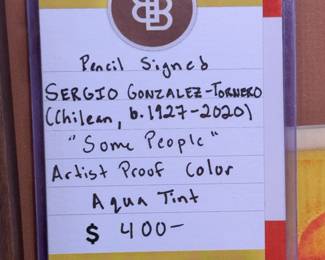 Pencil Signed
SERGIO GONZALEZ-TORNERO
(Chilean, b.1927-2020)
"Some People"
Artist Proof Color
Aqua Tint
$ 400-